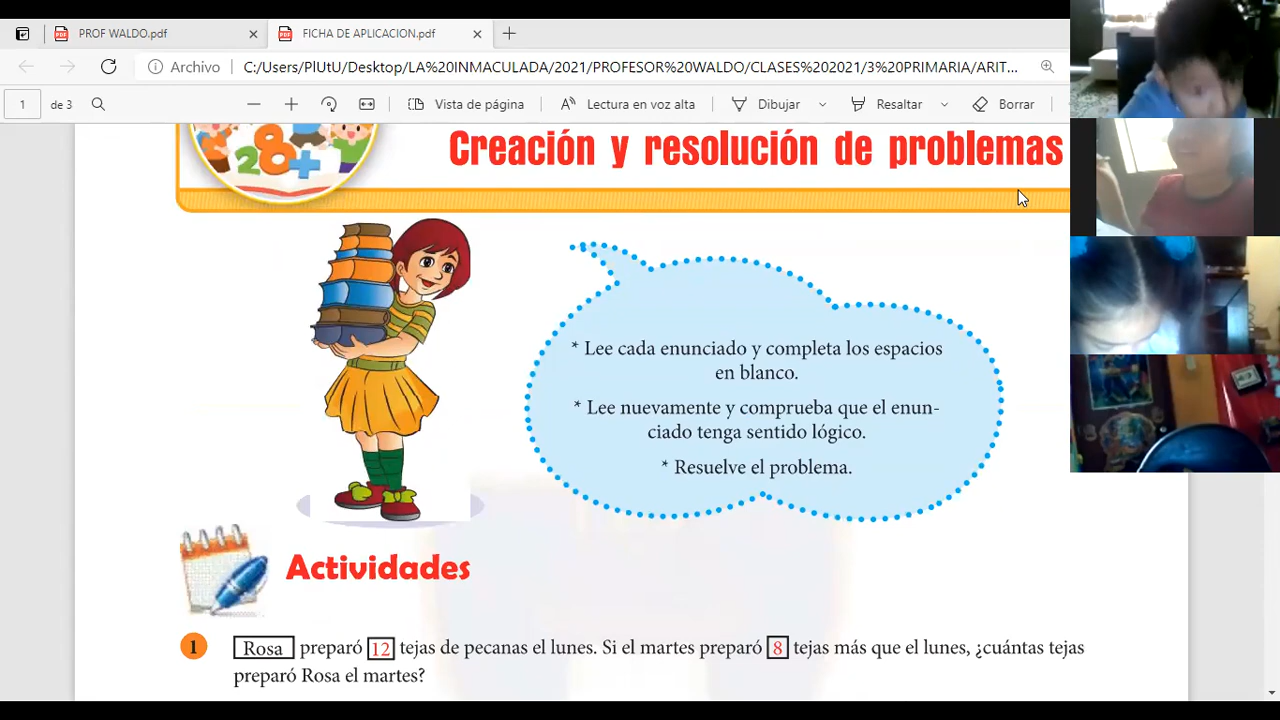 PROF WALDO.pdf
FICHA DE APLICACION.pdf
Archivo
C:/Users/PlUtU/Desktop/LA%20INMACULADA/2021/PROFESOR%20WALDO/CLASES%202021/3%20PRIMARIA/ARIT...
1
de 3
Vista de página
Lectura en voz alta
Dibujar
Resaltar
Borrar
2 8 +
Creación y resolución de problemas
* Lee cada enunciado y completa los espacios
en blanco.
* Lee nuevamente y comprueba que el enun-
ciado tenga sentido lógico.
* Resuelve el problema.
Actividades
1 Rosa preparó 12 tejas de pecanas el lunes. Si el martes preparó 8 tejas más que el lunes, ¿cuántas tejas
preparó Rosa el martes?